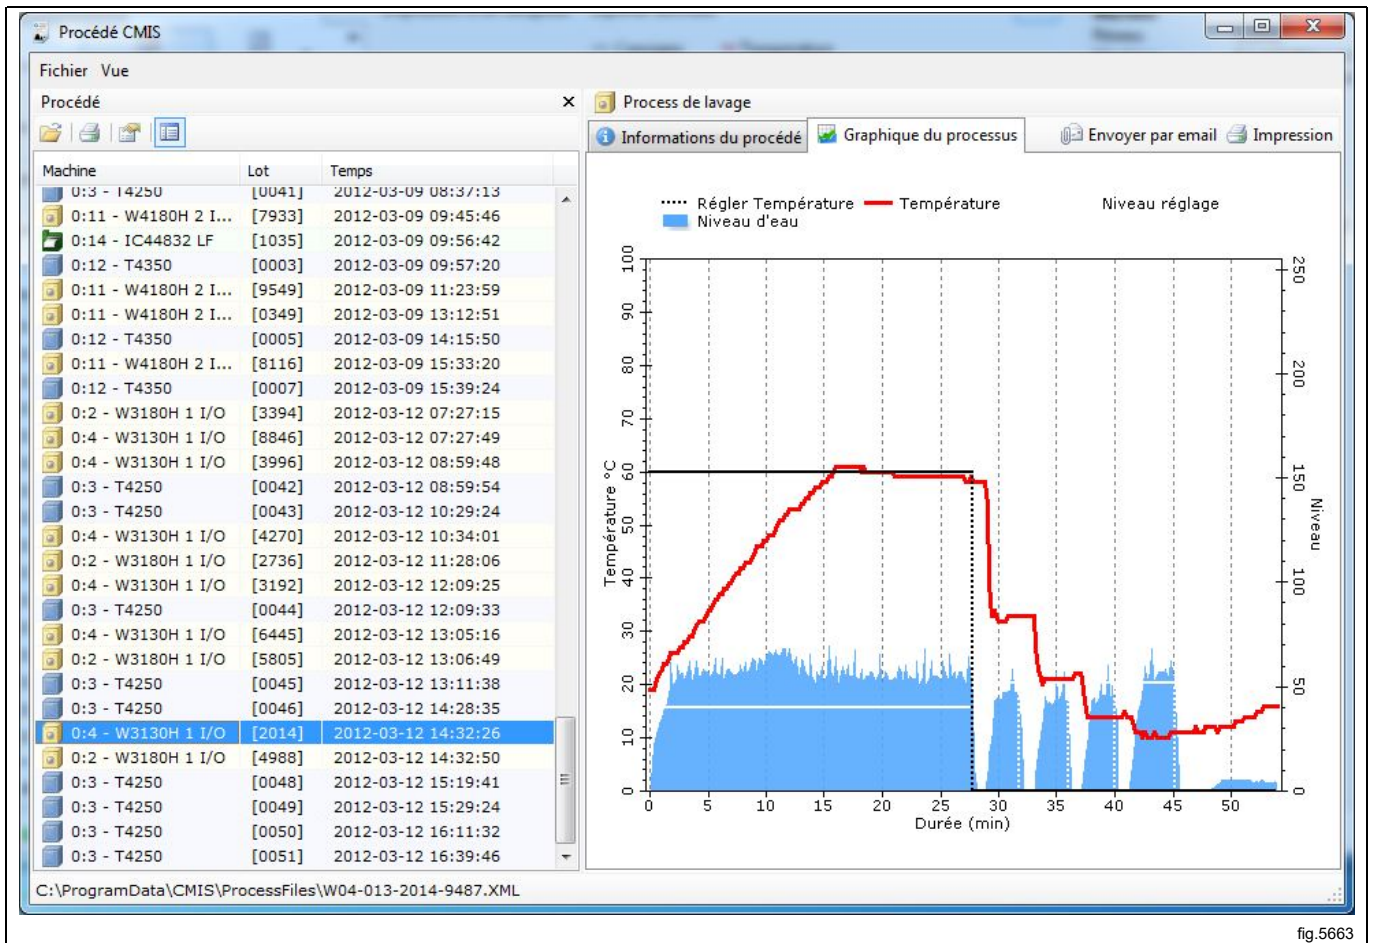 Procédé CMIS
Fichier Vue
Procédé
Process de lavage
Informations du procédé
Graphique du processus
Envoyer par email
Impression
Machine Lot Temps
0:3 - T4250 [0041] 2012-03-09 08:37:13
0:11 - W4180H 2 I... [7933] 2012-03-09 09:45:46
0:14 - IC44832 LF [1035] 2012-03-09 09:56:42
0:12 - T4350 [0003] 2012-03-09 09:57:20
0:11 - W4180H 2 I... [9549] 2012-03-09 11:23:59
0:11 - W4180H 2 I... [0349] 2012-03-09 13:12:51
0:12 - T4350 [0005] 2012-03-09 14:15:50
0:11 - W4180H 2 I... [8116] 2012-03-09 15:33:20
0:12 - T4350 [0007] 2012-03-09 15:39:24
0:2 - W3180H 1 I/O [3394] 2012-03-12 07:27:15
0:4 - W3130H 1 I/O [8846] 2012-03-12 07:27:49
0:4 - W3130H 1 I/O [3996] 2012-03-12 08:59:48
0:3 - T4250 [0042] 2012-03-12 08:59:54
0:3 - T4250 [0043] 2012-03-12 10:29:24
0:4 - W3130H 1 I/O [4270] 2012-03-12 10:34:01
0:2 - W3180H 1 I/O [2736] 2012-03-12 11:28:06
0:4 - W3130H 1 I/O [3192] 2012-03-12 12:09:25
0:3 - T4250 [0044] 2012-03-12 12:09:33
0:4 - W3130H 1 I/O [6445] 2012-03-12 13:05:16
0:2 - W3180H 1 I/O [5805] 2012-03-12 13:06:49
0:3 - T4250 [0045] 2012-03-12 13:11:38
0:3 - T4250 [0046] 2012-03-12 14:28:35
0:4 - W3130H 1 I/O [2014] 2012-03-12 14:32:26
0:2 - W3180H 1 I/O [4988] 2012-03-12 14:32:50
0:3 - T4250 [0048] 2012-03-12 15:19:41
0:3 - T4250 [0049] 2012-03-12 15:29:24
0:3 - T4250 [0050] 2012-03-12 16:11:32
0:3 - T4250 [0051] 2012-03-12 16:39:46
Régler Température
Température
Niveau réglage
Niveau d'eau
Température °C
0 10 20 30 40 50 60 70 80 90 100
Niveau
0 50 100 150 200 250
0 5 10 15 20 25 30 35 40 45 50
Durée (min)
C:\ProgramData\CMIS\ProcessFiles\W04-013-2014-9487.XML
fig.5663